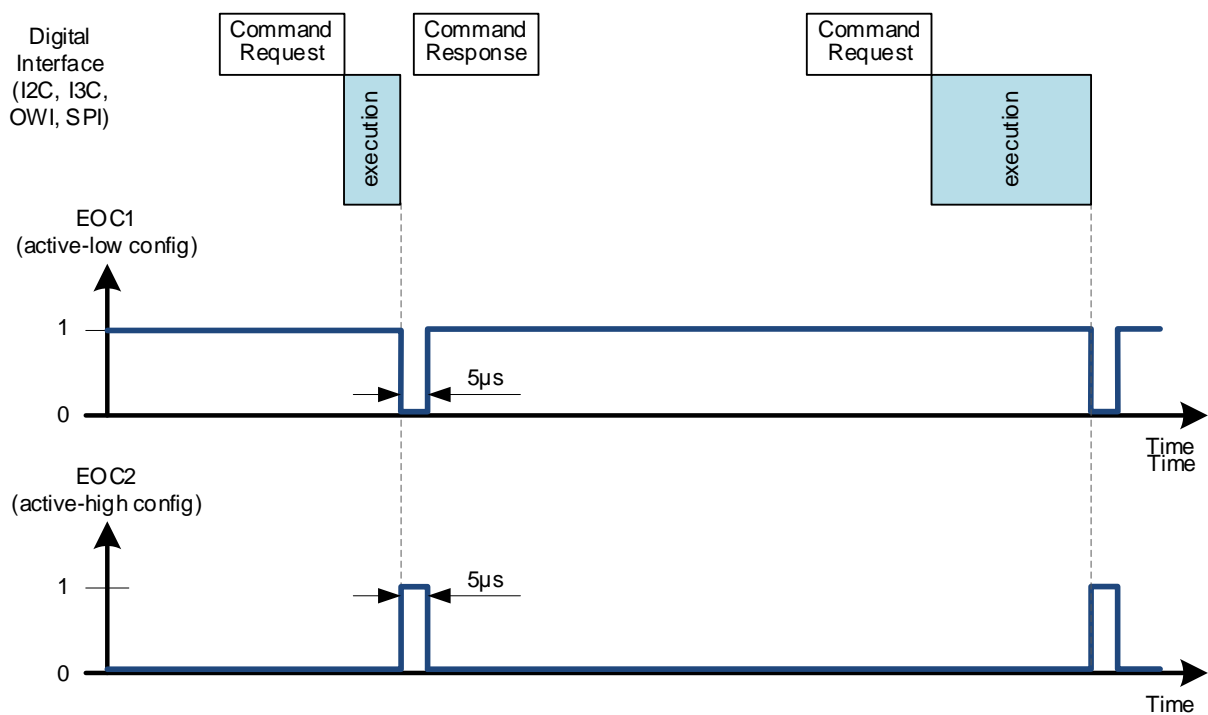 Digital
Interface
(I2C, I3C,
OWI, SPI)
Command
Request
Command
Response
Command
Request
execution
execution
EOC1
(active-low config)
1
5µs
0
Time
Time
EOC2
(active-high config)
1
5µs
0
Time